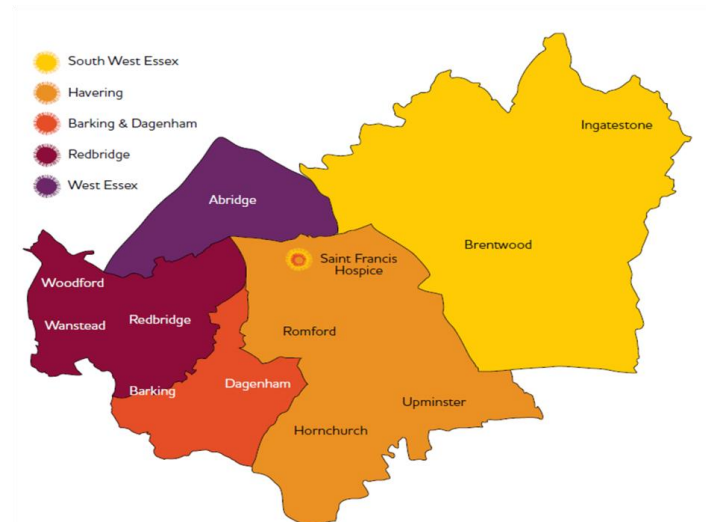 South West Essex
Havering
Barking & Dagenham
Redbridge
West Essex
Ingatestone
Abridge
Brentwood
Saint Francis
Hospice
Woodford
Wanstead
Redbridge
Romford
Barking
Dagenham
Upminster
Hornchurch